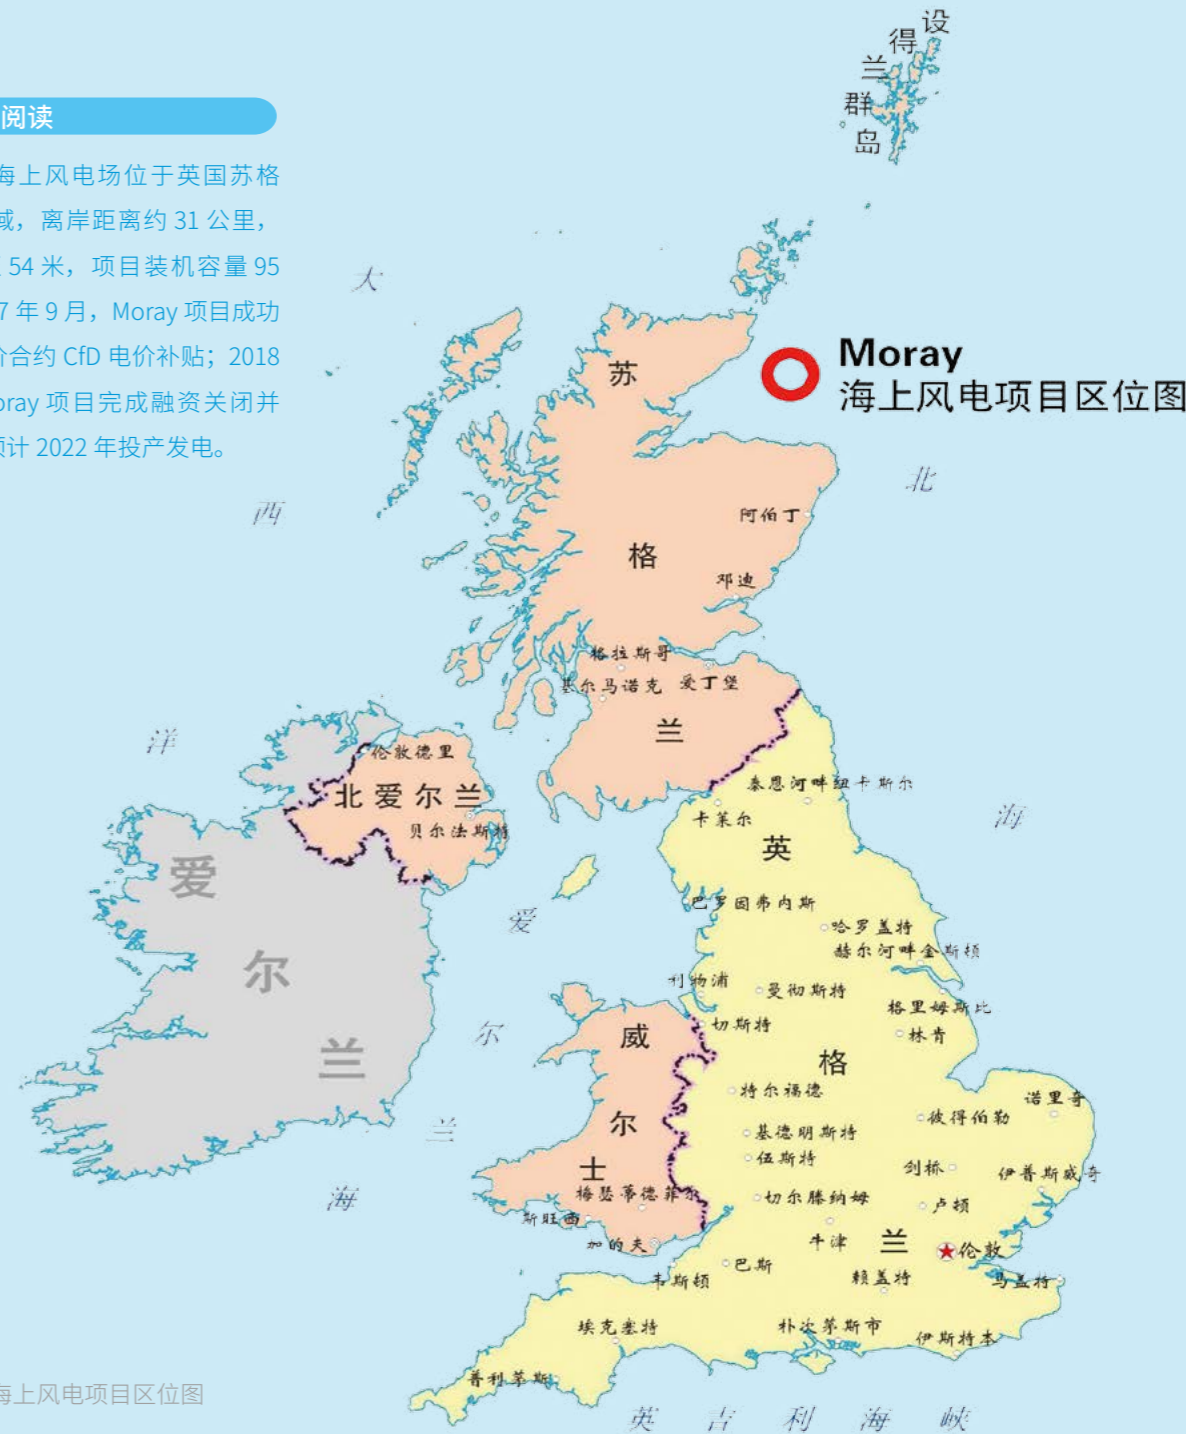 阅读
海上风电场位于英国苏格
域，离岸距离约 31 公里，
54 米，项目装机容量 95
7 年 9 月，Moray 项目成功
价合约 CfD 电价补贴；2018
oray 项目完成融资关闭并
预计 2022 年投产发电。
设得兰群岛
Moray
海上风电项目区位图
大西洋
北海
苏格兰
阿伯丁
邓迪
格拉斯哥
基尔马诺克
爱丁堡
伦敦德里
北爱尔兰
贝尔法斯特
爱尔兰
爱尔兰海
泰恩河畔纽卡斯尔
卡莱尔
英格兰
巴罗因弗内斯
哈罗盖特
赫尔河畔金斯顿
利物浦
曼彻斯特
格里姆斯比
切斯特
林肯
威尔士
特尔福德
诺里奇
彼得伯勒
基德明斯特
伍斯特
剑桥
伊普斯威奇
梅瑟蒂德菲尔
切尔滕纳姆
卢顿
斯旺西
加的夫
牛津
伦敦
巴斯
韦斯顿
赖盖特
马盖特
埃克塞特
朴次茅斯市
伊斯特本
普利茅斯
海上风电项目区位图
英吉利海峡